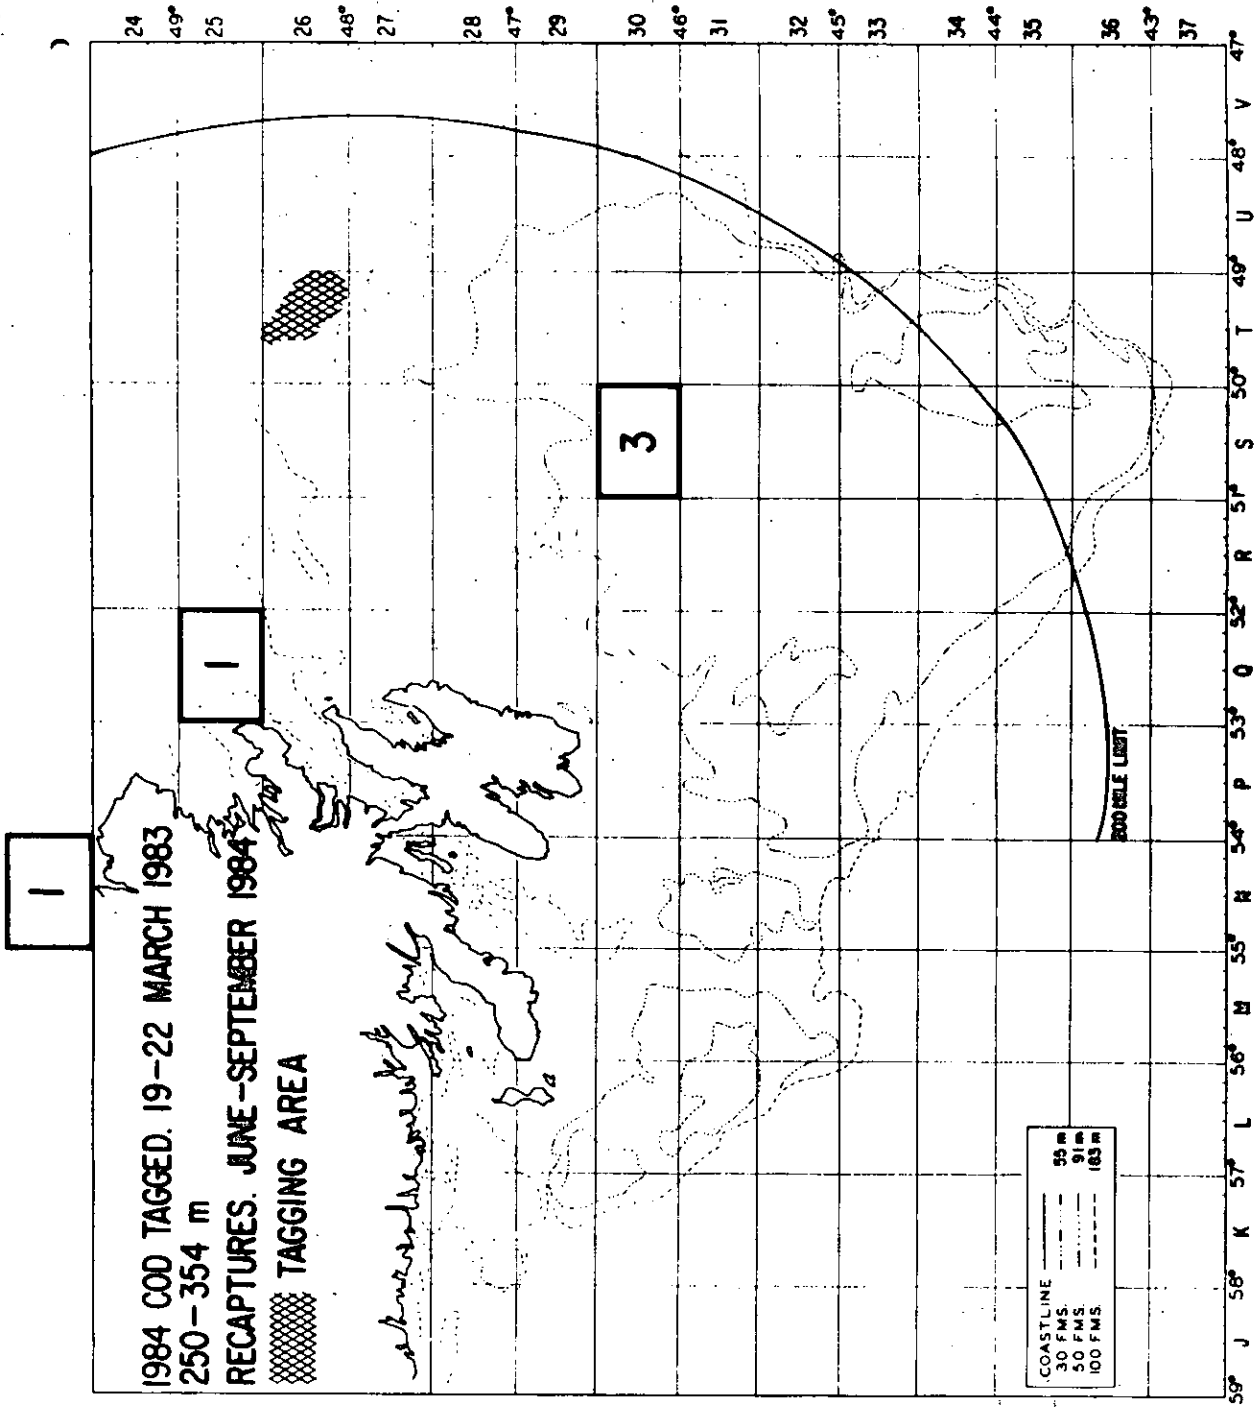 1984 COD TAGGED. 19-22 MARCH 1983
250-354 m
RECAPTURES. JUNE-SEPTEMBER 1984
TAGGING AREA
1
1
3
24
49°
25
26
48°
27
28
47°
29
30
46°
31
32
45°
33
34
44°
35
36
43°
37
59° J 58° K 57° L 56° M 55° N 54° P 53° Q 52° R 51° S 50° T 49° U 48° V 47°
200 MILE LIMIT
COASTLINE
30 FMS. 55 m
50 FMS. 91 m
100 FMS. 183 m